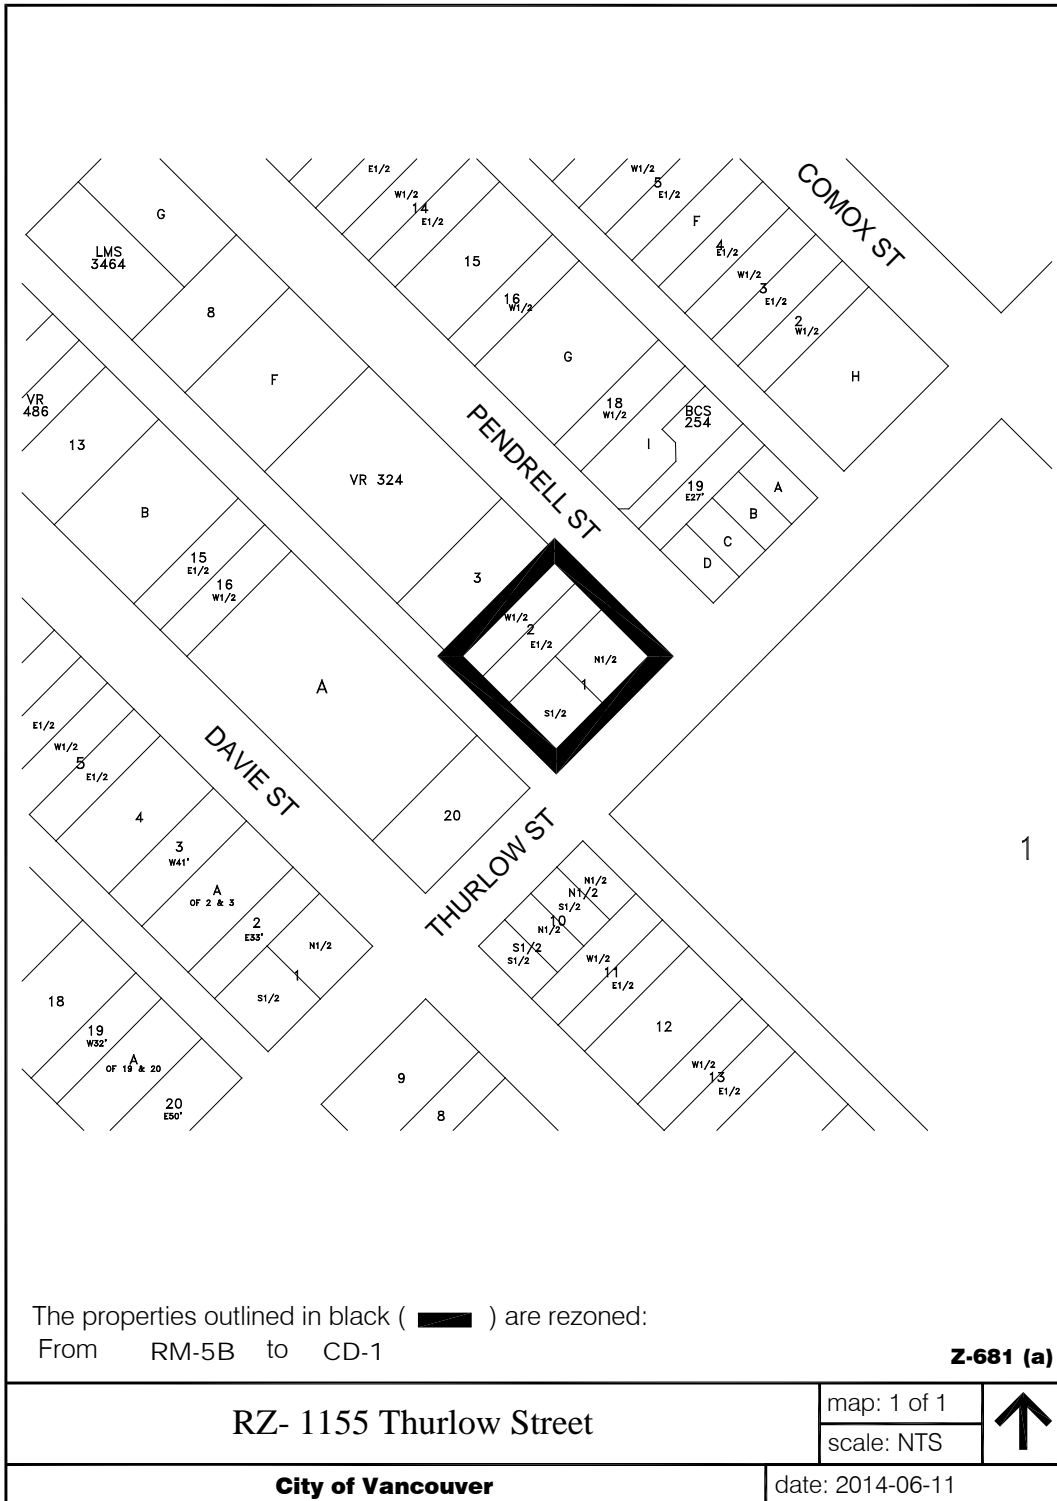 COMOX ST
E1/2
W1/2
14
E1/2
W1/2
5
E1/2
G
LMS
3464
F
4
E1/2
15
W1/2
3
E1/2
16
W1/2
8
2
W1/2
G
H
F
VR
486
18
W1/2
BCS
254
PENDRELL ST
13
I
VR 324
19
E27'
A
B
B
C
D
15
E1/2
16
W1/2
3
W1/2
2
E1/2
N1/2
1
S1/2
A
E1/2
W1/2
5
E1/2
DAVIE ST
4
20
THURLOW ST
3
W41'
1
A
OF 2 & 3
N1/2
N1/2
S1/2
10
N1/2
S1/2
S1/2
2
E33'
N1/2
1
S1/2
W1/2
11
E1/2
18
19
W32'
12
A
OF 19 & 20
9
W1/2
13
E1/2
20
E50'
8
The properties outlined in black ( ) are rezoned:
From RM-5B to CD-1
Z-681 (a)
RZ- 1155 Thurlow Street
map: 1 of 1
scale: NTS
City of Vancouver
date: 2014-06-11